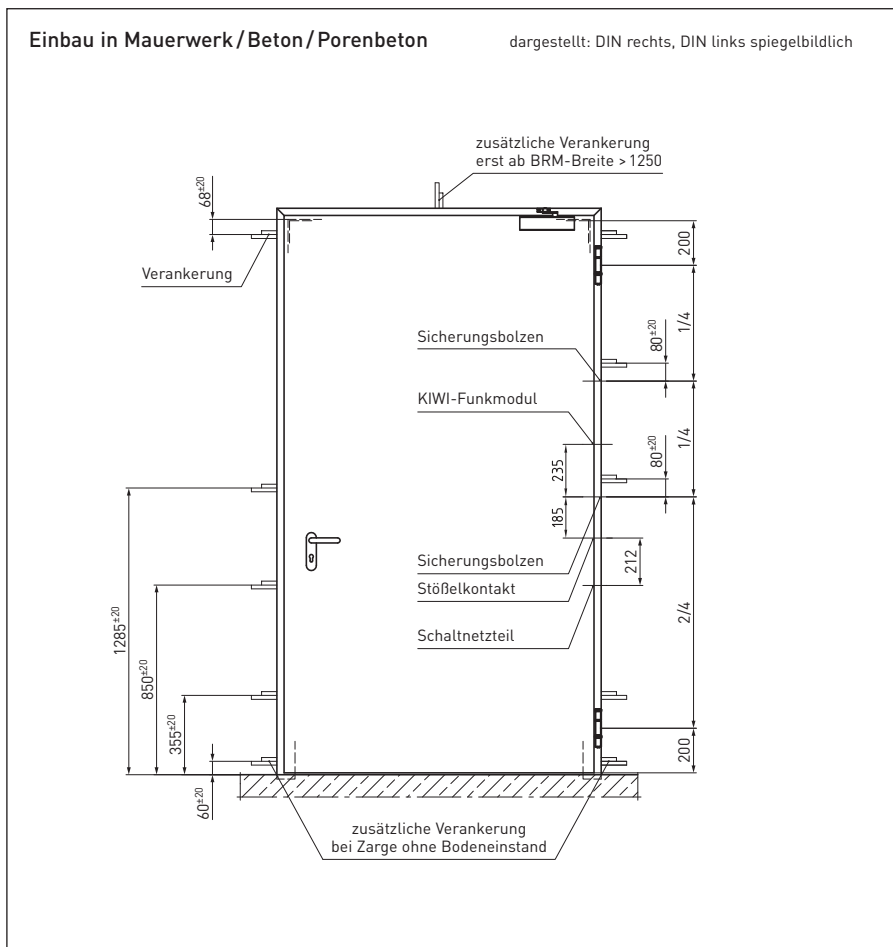 Einbau in Mauerwerk/Beton/Porenbeton
dargestellt: DIN rechts, DIN links spiegelbildlich
zusätzliche Verankerung
erst ab BRM-Breite > 1250
68±20
200
Verankerung
1/4
Sicherungsbolzen
80±20
KIWI-Funkmodul
1/4
235
80±20
185
Sicherungsbolzen
212
Stößelkontakt
2/4
Schaltnetzteil
1285±20
850±20
355±20
200
60±20
zusätzliche Verankerung
bei Zarge ohne Bodeneinstand